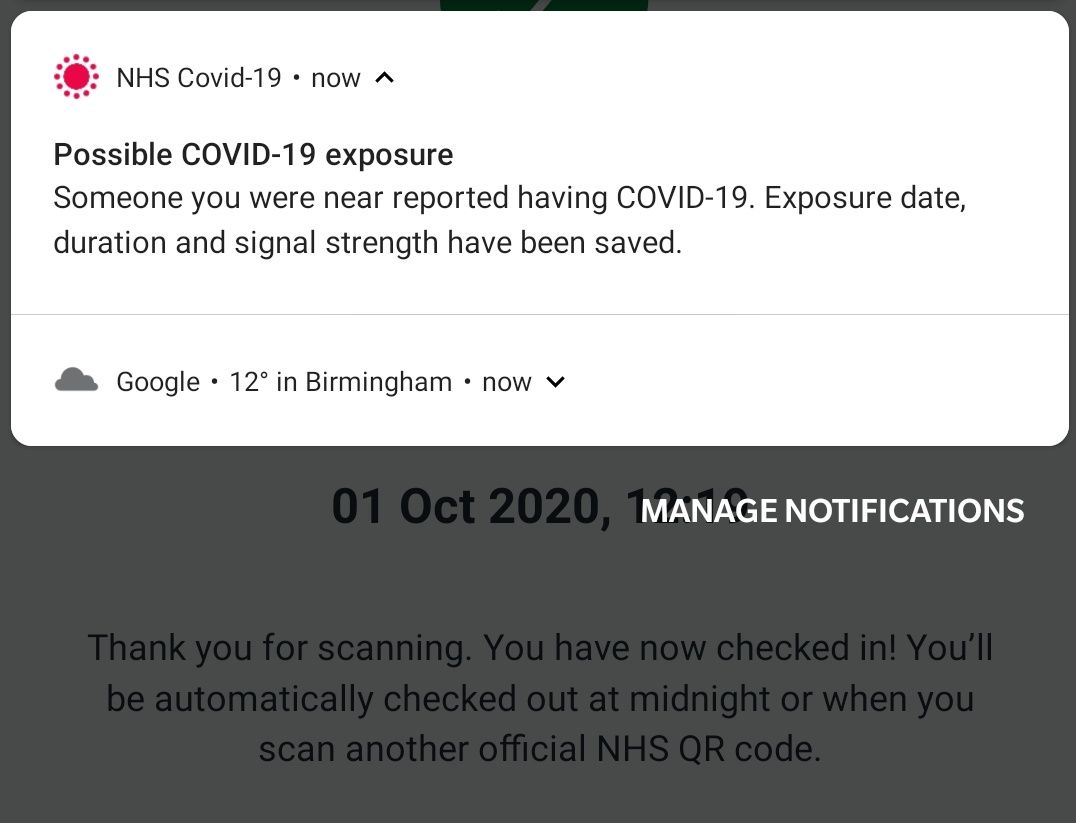 NHS Covid-19 • now
Possible COVID-19 exposure
Someone you were near reported having COVID-19. Exposure date,
duration and signal strength have been saved.
Google • 12° in Birmingham • now
01 Oct 2020,
MANAGE NOTIFICATIONS
Thank you for scanning. You have now checked in! You’ll
be automatically checked out at midnight or when you
scan another official NHS QR code.